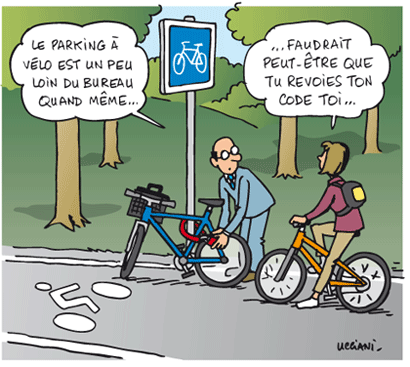 LE PARKING À
VÉLO EST UN PEU
LOIN DU BUREAU
QUAND MÊME...
...FAUDRAIT
PEUT-ÊTRE QUE
TU REVOIES TON
CODE TOI...
URGIANI-